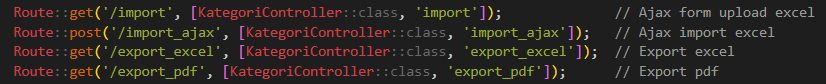 Route::get('/import', [KategoriController::class, 'import']); // Ajax form upload excel
Route::post('/import_ajax', [KategoriController::class, 'import_ajax']); // Ajax import excel
Route::get('/export_excel', [KategoriController::class, 'export_excel']); // Export excel
Route::get('/export_pdf', [KategoriController::class, 'export_pdf']); // Export pdf